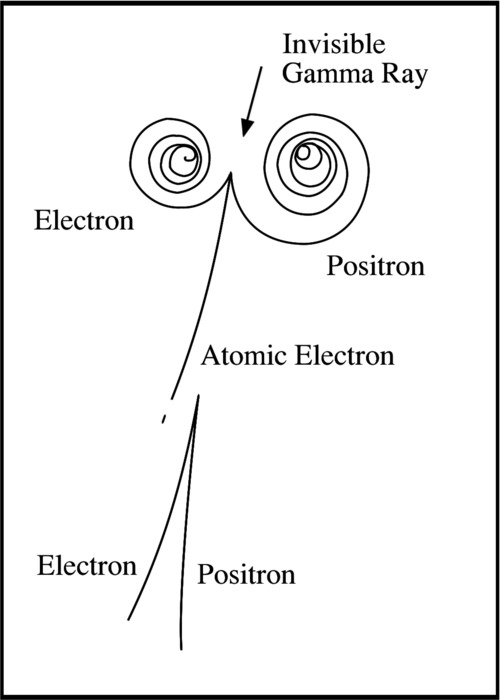 Invisible
Gamma Ray
Electron
Positron
Atomic Electron
Electron
Positron